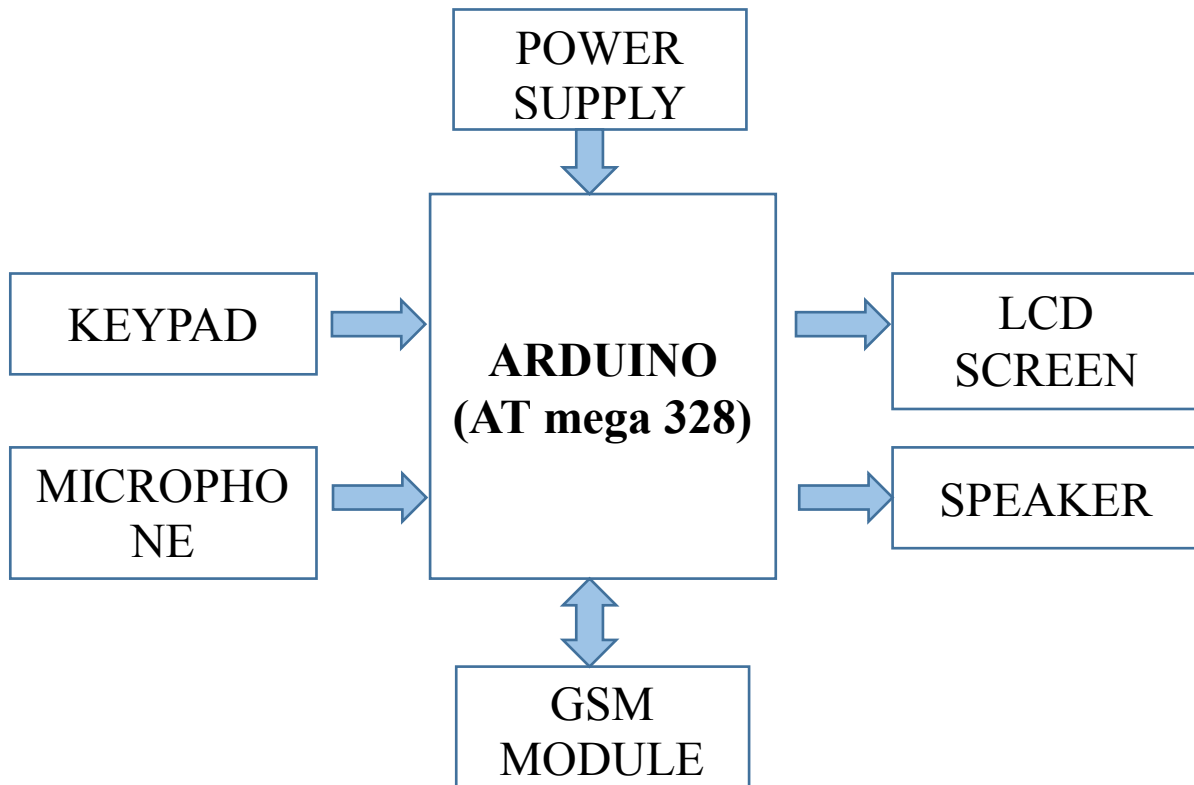 POWER
SUPPLY
KEYPAD
MICROPHO
NE
ARDUINO
(AT mega 328)
LCD
SCREEN
SPEAKER
GSM
MODULE